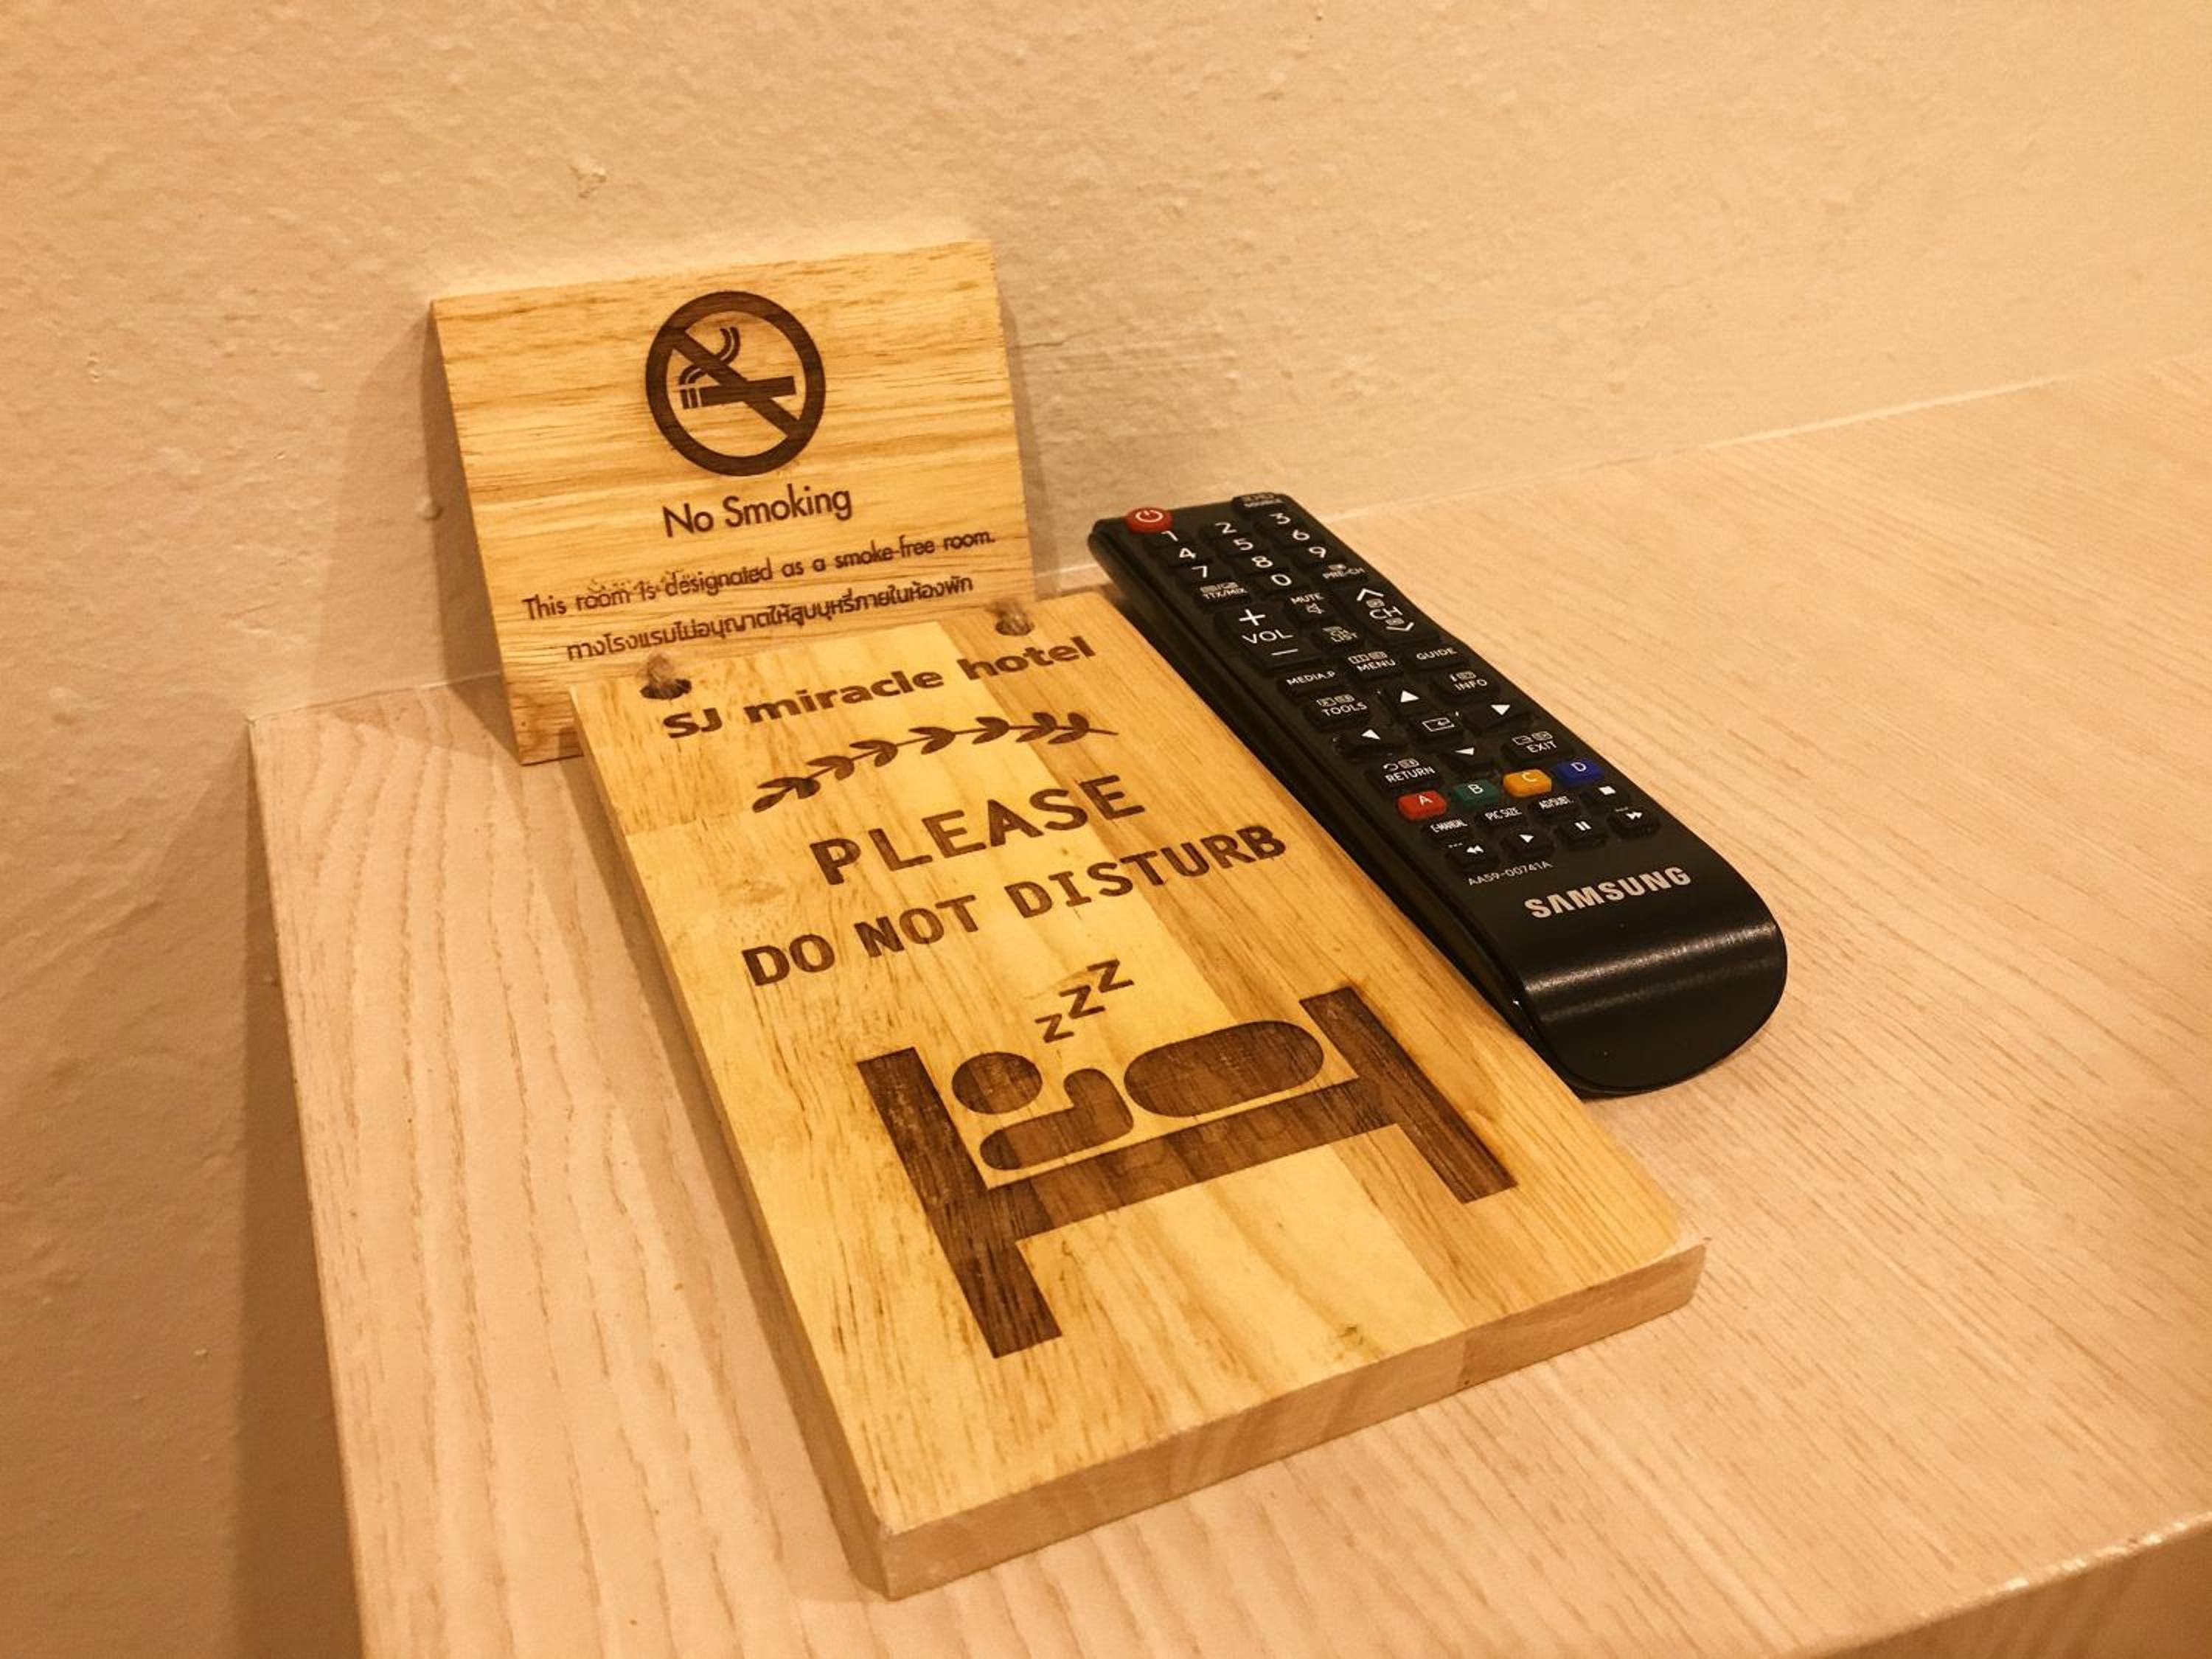 No Smoking
This room is designated as a smoke-free room.
ทางโรงแรมไม่อนุญาตให้สูบบุหรี่ภายในห้องพัก
SJ miracle hotel
PLEASE
DO NOT DISTURB
zzz
SOURCE
1 2 3
4 5 6
7 8 9
TTX/MIX 0 PRE-CH
MUTE
+ VOL − CH LIST CH
MEDIA.P MENU GUIDE
TOOLS INFO
RETURN EXIT
A B C D
E-MANUAL PIC SIZE AD/SUBT.
AA59-00741A
SAMSUNG